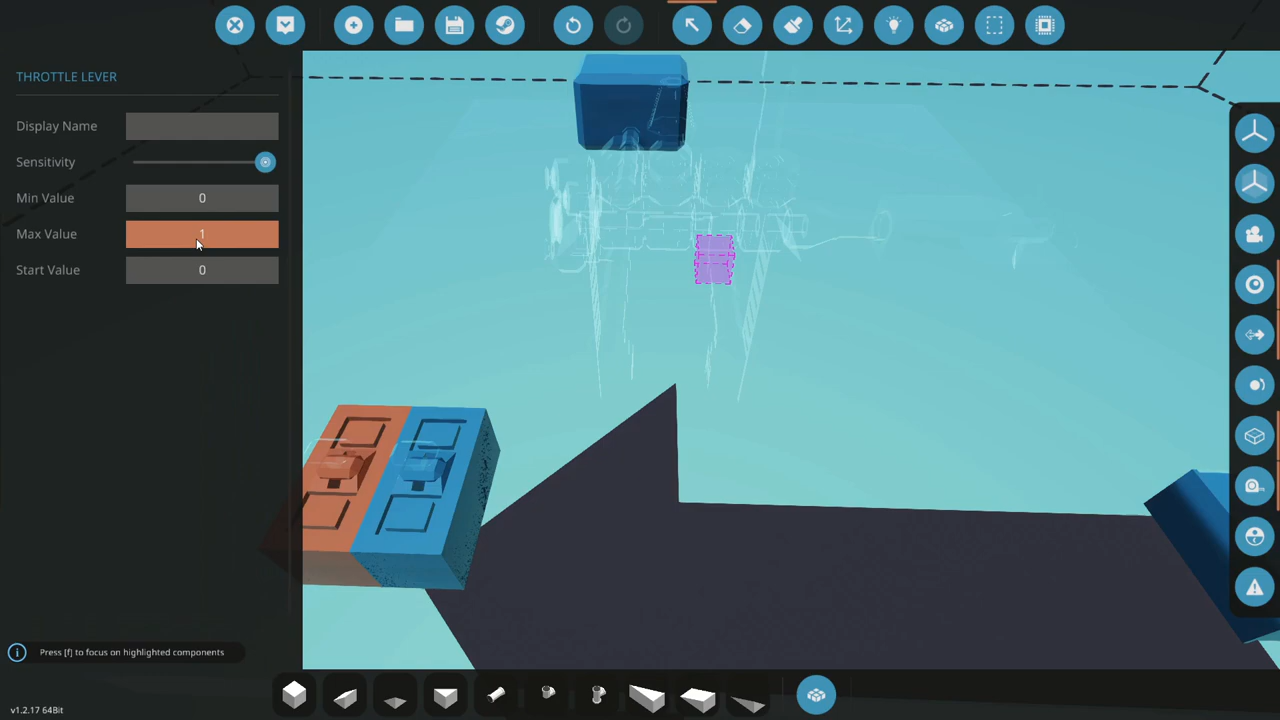 THROTTLE LEVER
Display Name
Sensitivity
Min Value 0
Max Value 1
Start Value 0
Press [f] to focus on highlighted components
v1.2.17 64Bit